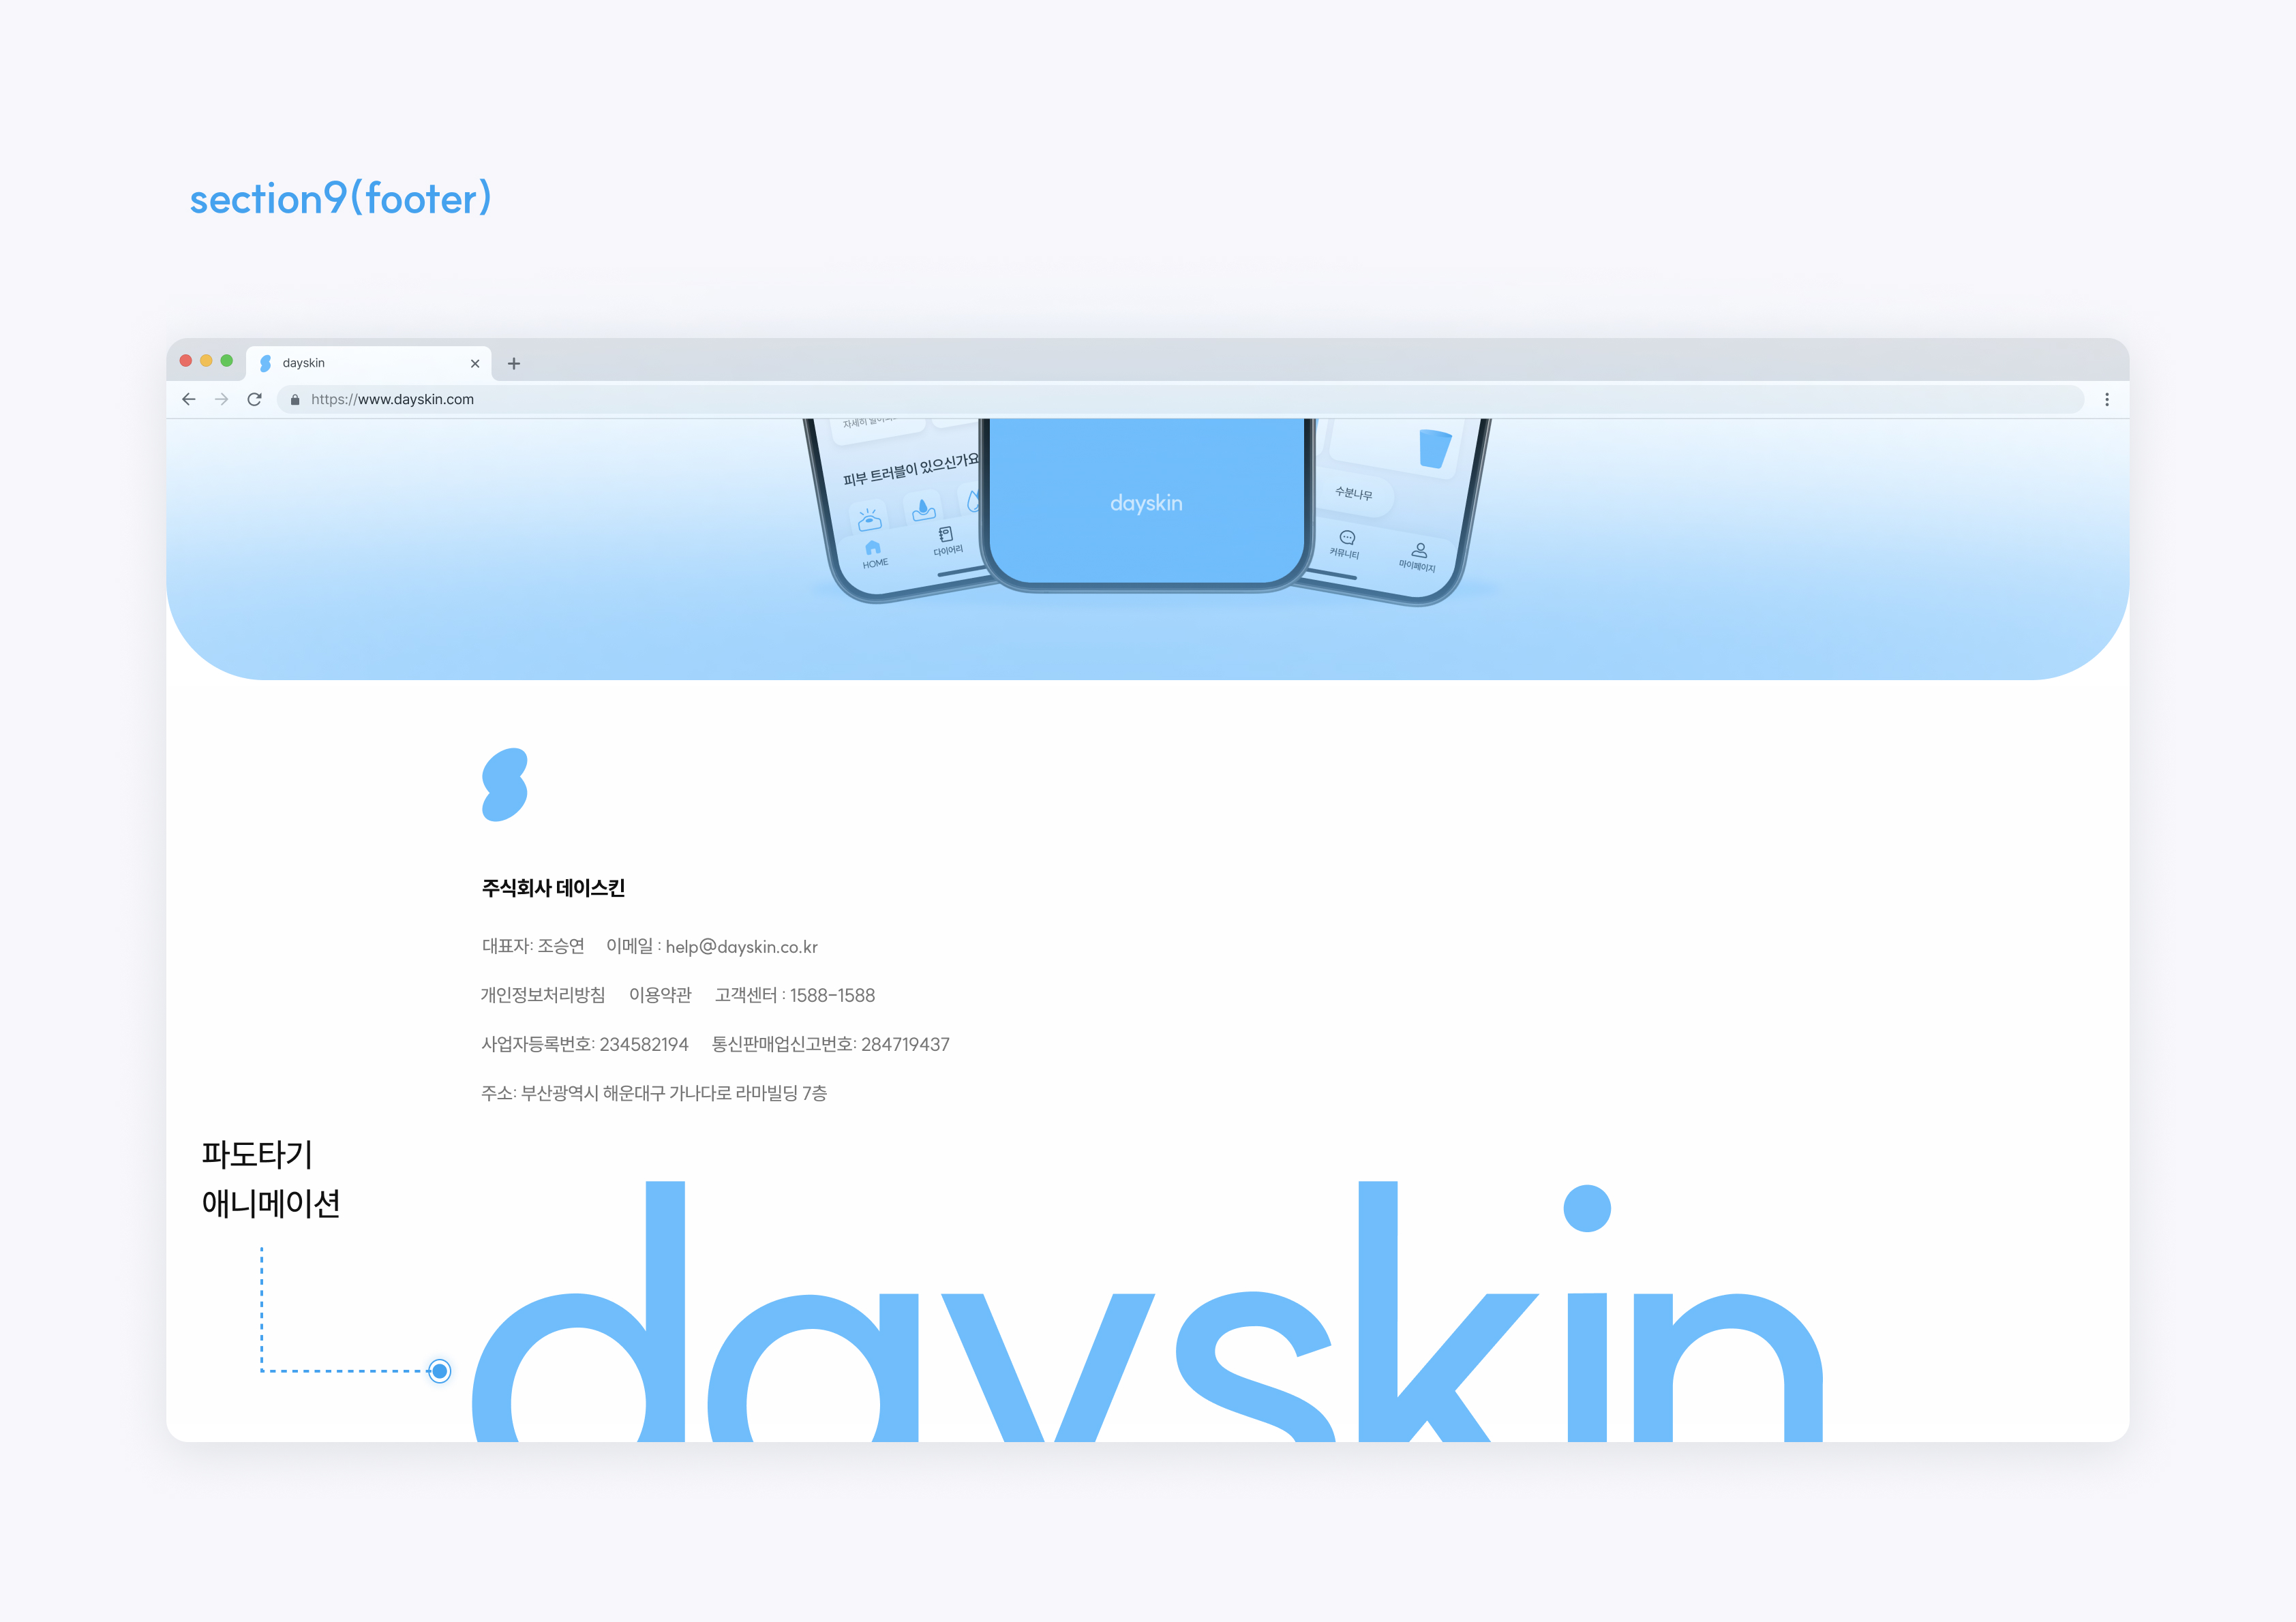 section9(footer)
dayskin
https://www.dayskin.com
자세히
피부 트러블이 있으신가요
수분나무
dayskin
HOME
다이어리
커뮤니티
마이페이지
주식회사 데이스킨
대표자: 조승연 이메일 : help@dayskin.co.kr
개인정보처리방침 이용약관 고객센터 : 1588-1588
사업자등록번호: 234582194 통신판매업신고번호: 284719437
주소: 부산광역시 해운대구 가나다로 라마빌딩 7층
파도타기
애니메이션
dayskin